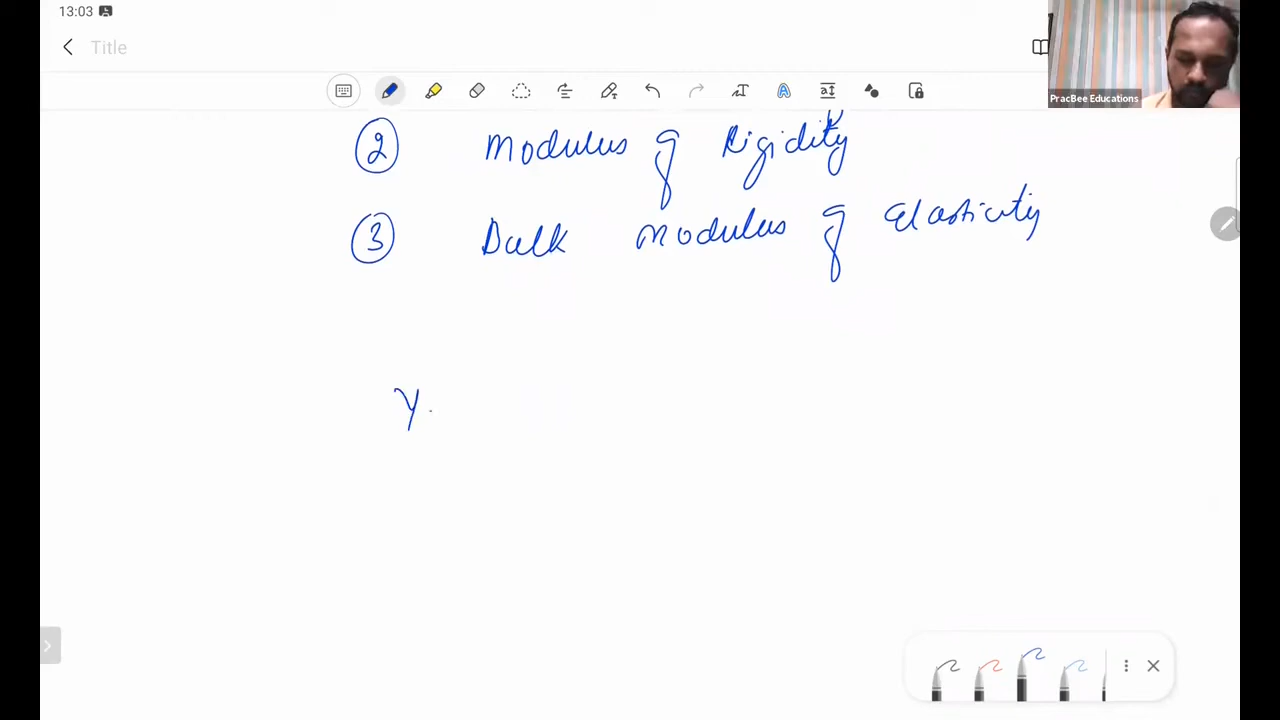 13:03
Title
PracBee Educations
② Modulus of Rigidity
③ Bulk Modulus of Elasticity
Y.